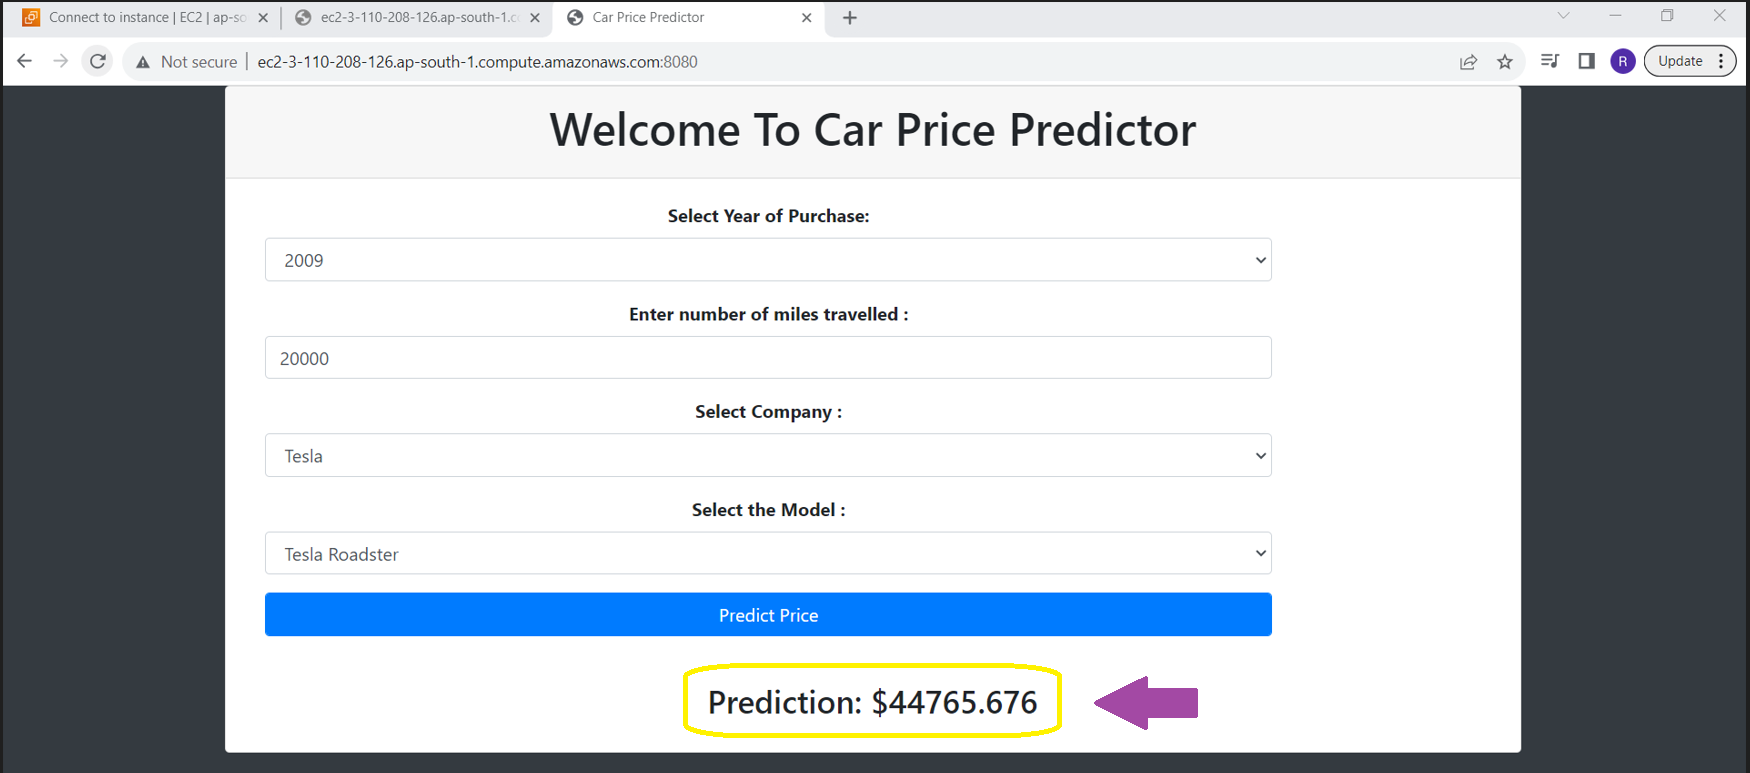 Connect to instance | EC2 | ap-so
ec2-3-110-208-126.ap-south-1.co
Car Price Predictor
Not secure
ec2-3-110-208-126.ap-south-1.compute.amazonaws.com:8080
R
Update
Welcome To Car Price Predictor
Select Year of Purchase:
2009
Enter number of miles travelled :
20000
Select Company :
Tesla
Select the Model :
Tesla Roadster
Predict Price
Prediction: $44765.676